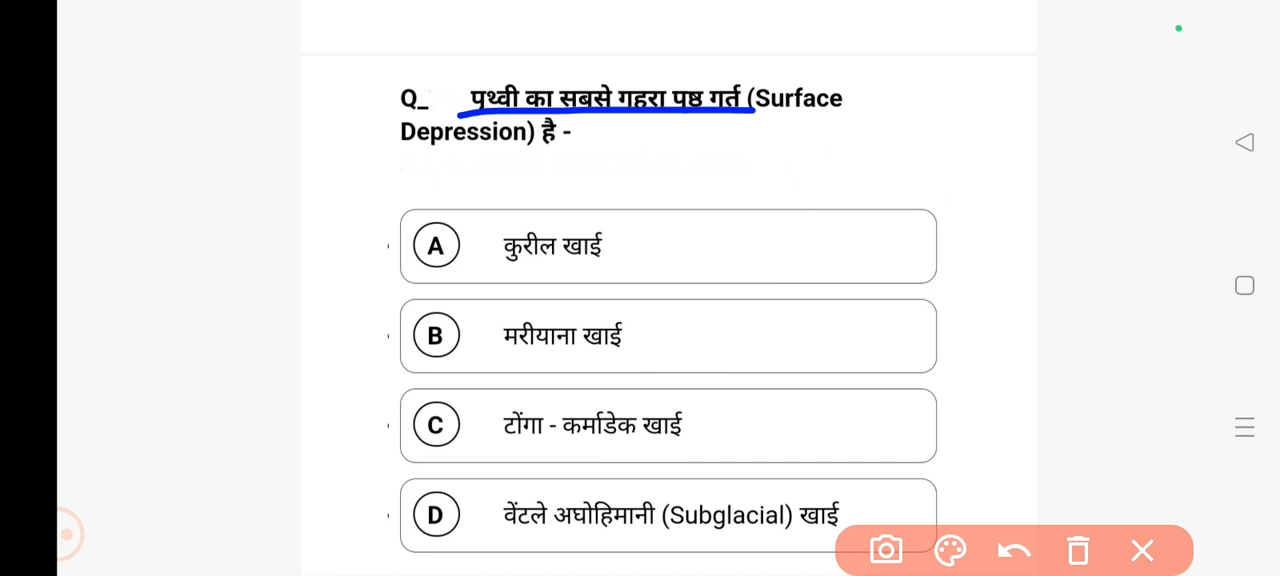 Q_ पृथ्वी का सबसे गहरा पृष्ठ गर्त (Surface
Depression) है -
A कुरील खाई
B मरीयाना खाई
C टोंगा - कर्माडेक खाई
D वेंटले अघोहिमानी (Subglacial) खाई